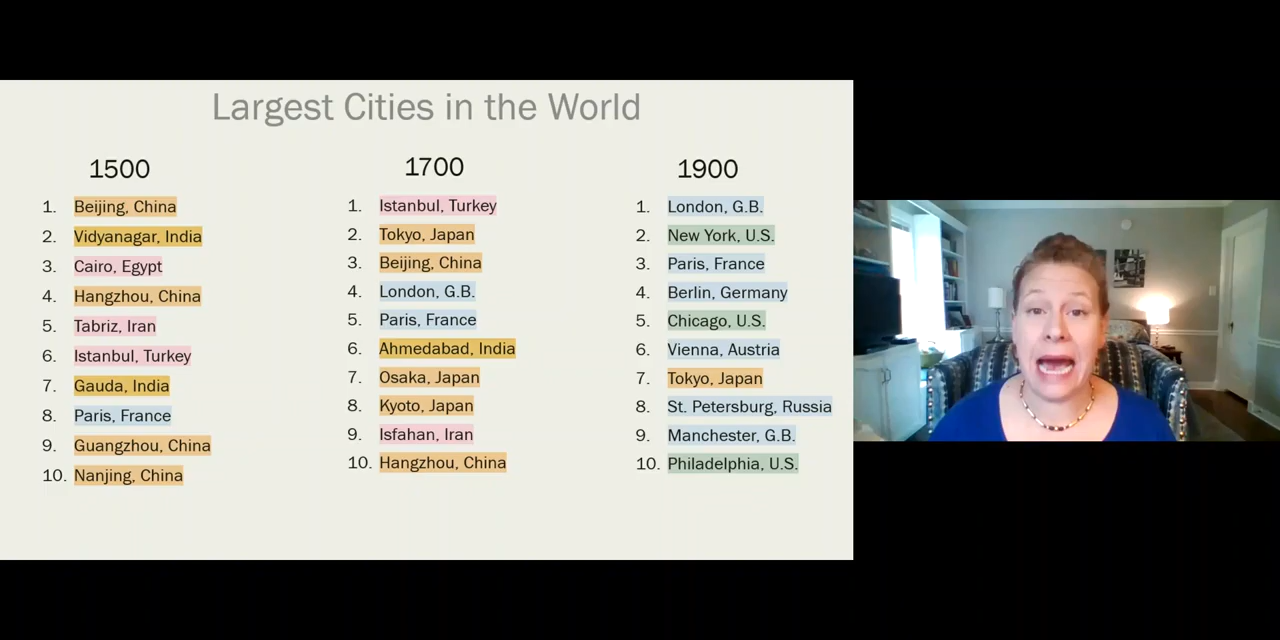 Largest Cities in the World
1500
1. Beijing, China
2. Vidyanagar, India
3. Cairo, Egypt
4. Hangzhou, China
5. Tabriz, Iran
6. Istanbul, Turkey
7. Gauda, India
8. Paris, France
9. Guangzhou, China
10. Nanjing, China
1700
1. Istanbul, Turkey
2. Tokyo, Japan
3. Beijing, China
4. London, G.B.
5. Paris, France
6. Ahmedabad, India
7. Osaka, Japan
8. Kyoto, Japan
9. Isfahan, Iran
10. Hangzhou, China
1900
1. London, G.B.
2. New York, U.S.
3. Paris, France
4. Berlin, Germany
5. Chicago, U.S.
6. Vienna, Austria
7. Tokyo, Japan
8. St. Petersburg, Russia
9. Manchester, G.B.
10. Philadelphia, U.S.